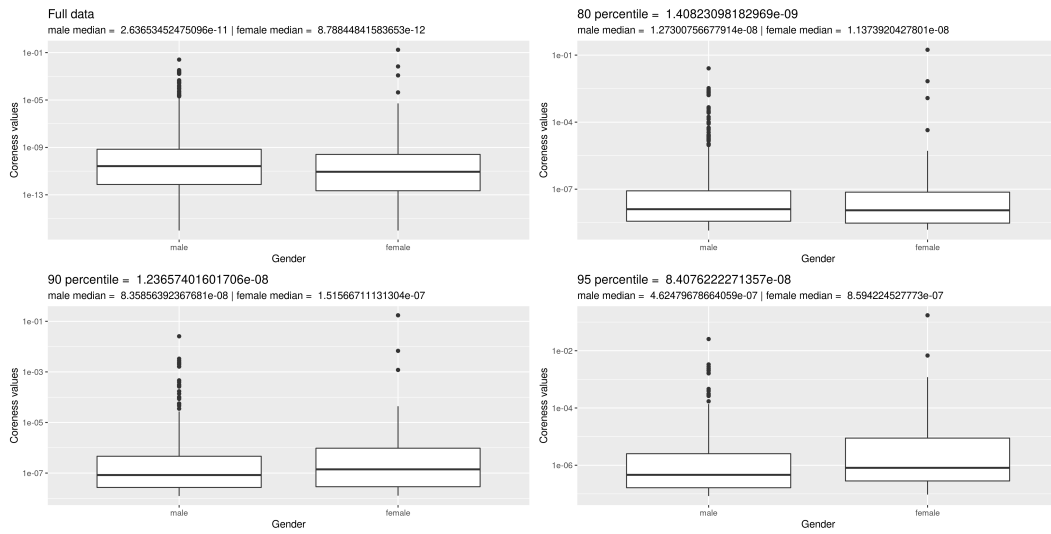 Full data
male median = 2.63653452475096e-11 | female median = 8.78844841583653e-12
1e-01
1e-05
1e-09
1e-13
Coreness values
male
female
Gender
80 percentile = 1.40823098182969e-09
male median = 1.27300756677914e-08 | female median = 1.1373920427801e-08
1e-01
1e-04
1e-07
Coreness values
male
female
Gender
90 percentile = 1.23657401601706e-08
male median = 8.35856392367681e-08 | female median = 1.51566711131304e-07
1e-01
1e-03
1e-05
1e-07
Coreness values
male
female
Gender
95 percentile = 8.4076222271357e-08
male median = 4.62479678664059e-07 | female median = 8.594224527773e-07
1e-02
1e-04
1e-06
Coreness values
male
female
Gender